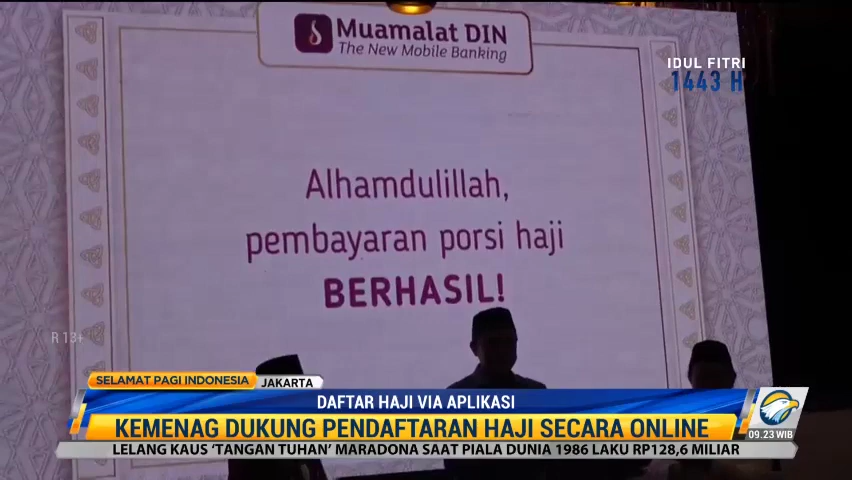 Muamalat DIN
The New Mobile Banking
IDUL FITRI
1443 H
Alhamdulillah,
pembayaran porsi haji
BERHASIL!
R 13+
SELAMAT PAGI INDONESIA
JAKARTA
DAFTAR HAJI VIA APLIKASI
KEMENAG DUKUNG PENDAFTARAN HAJI SECARA ONLINE
09.23 WIB
LELANG KAUS 'TANGAN TUHAN' MARADONA SAAT PIALA DUNIA 1986 LAKU RP128,6 MILIAR